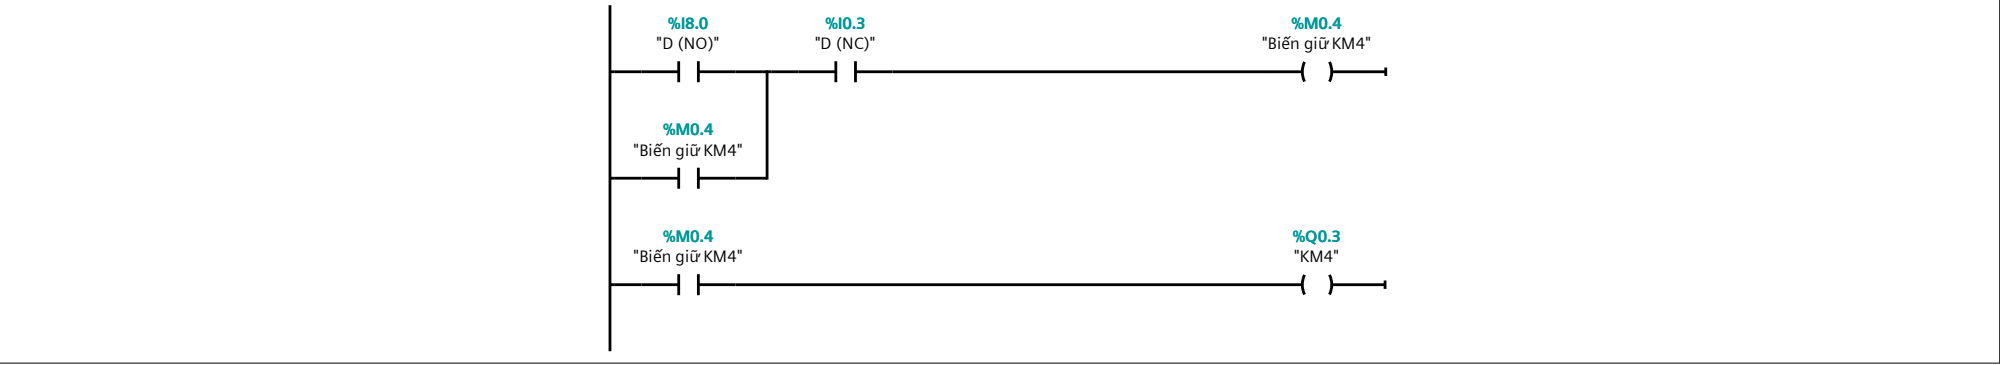 %I8.0 %I0.3 %M0.4
"D (NO)" "D (NC)" "Biến giữ KM4"
%M0.4
"Biến giữ KM4"
%M0.4 %Q0.3
"Biến giữ KM4" "KM4"